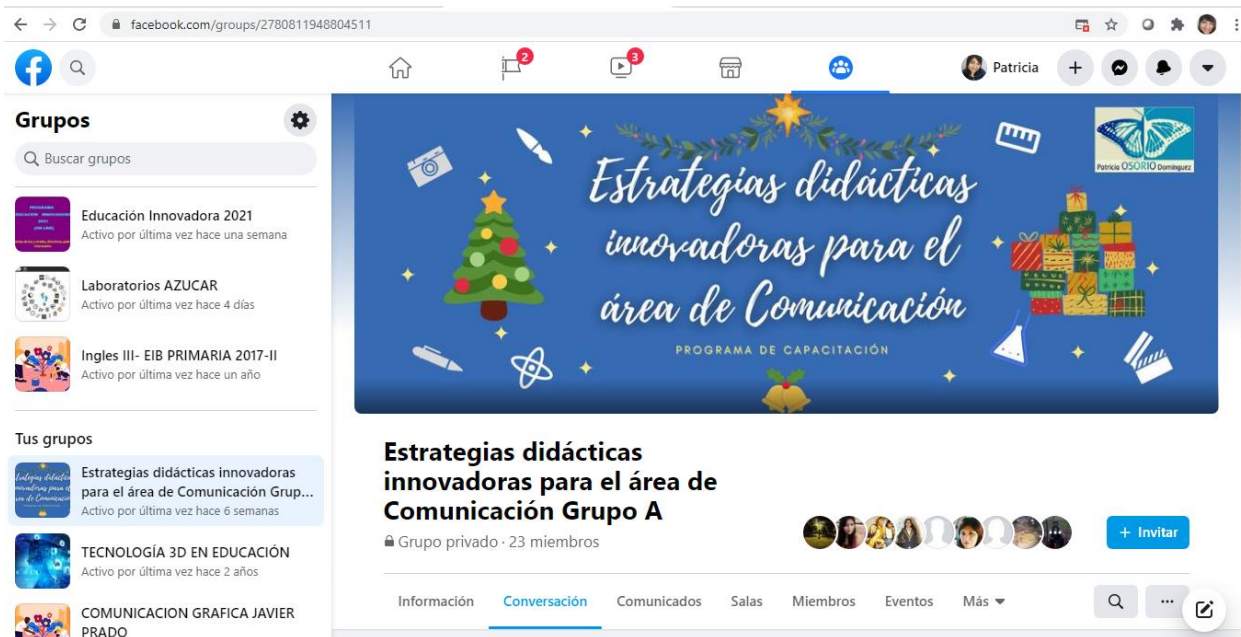 facebook.com/groups/2780811948804511
2
3
Patricia
Grupos
Buscar grupos
Educación Innovadora 2021
Activo por última vez hace una semana
Laboratorios AZUCAR
Activo por última vez hace 4 días
Ingles III- EIB PRIMARIA 2017-II
Activo por última vez hace un año
Tus grupos
Estrategias didácticas innovadoras
para el área de Comunicación Grup...
Activo por última vez hace 6 semanas
TECNOLOGÍA 3D EN EDUCACIÓN
Activo por última vez hace 2 años
COMUNICACION GRAFICA JAVIER
PRADO
Estrategias didácticas
innovadoras para el
área de Comunicación
PROGRAMA DE CAPACITACIÓN
Patricia OSORIO Domínguez
Estrategias didácticas
innovadoras para el área de
Comunicación Grupo A
Grupo privado · 23 miembros
+ Invitar
Información Conversación Comunicados Salas Miembros Eventos Más